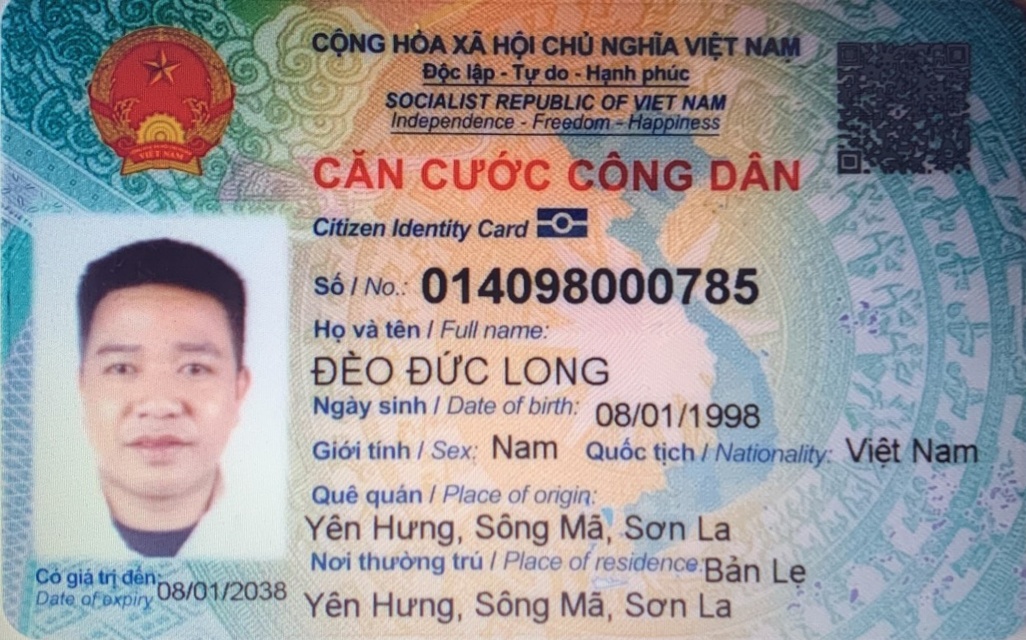 CỘNG HÒA XÃ HỘI CHỦ NGHĨA VIỆT NAM
Độc lập - Tự do - Hạnh phúc
SOCIALIST REPUBLIC OF VIET NAM
Independence - Freedom - Happiness
CĂN CƯỚC CÔNG DÂN
Citizen Identity Card
Số / No.: 014098000785
Họ và tên / Full name:
ĐÈO ĐỨC LONG
Ngày sinh / Date of birth: 08/01/1998
Giới tính / Sex: Nam Quốc tịch / Nationality: Việt Nam
Quê quán / Place of origin:
Yên Hưng, Sông Mã, Sơn La
Nơi thường trú / Place of residence: Bản Lẹ
Yên Hưng, Sông Mã, Sơn La
Có giá trị đến: 08/01/2038
Date of expiry
VIỆT NAM